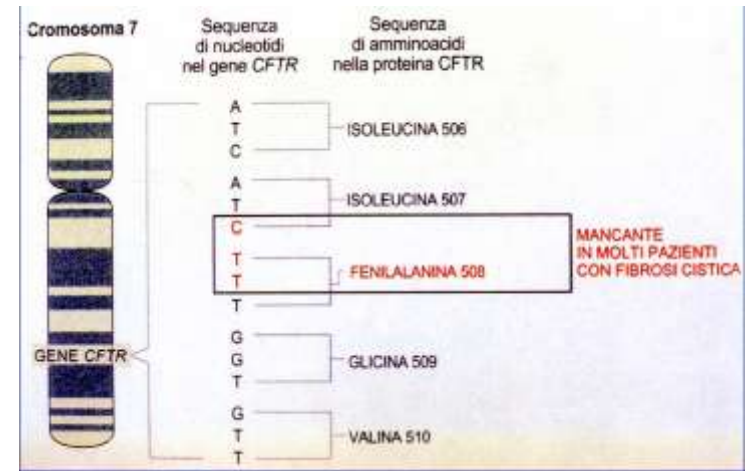 Cromosoma 7
Sequenza
di nucleotidi
nel gene CFTR
Sequenza
di amminoacidi
nella proteina CFTR
A
T
C
ISOLEUCINA 506
A
T
C
ISOLEUCINA 507
T
T
T
FENILALANINA 508
MANCANTE
IN MOLTI PAZIENTI
CON FIBROSI CISTICA
G
G
T
GLICINA 509
GENE CFTR
G
T
T
VALINA 510